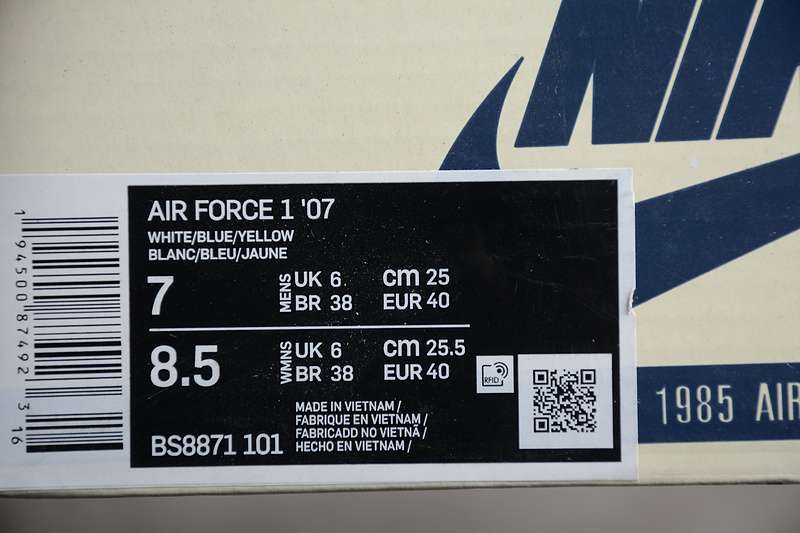 NIK
AIR FORCE 1 '07
WHITE/BLUE/YELLOW
BLANC/BLEU/JAUNE
7 MENS UK 6 cm 25
BR 38 EUR 40
8.5 WMNS UK 6 cm 25.5
BR 38 EUR 40
RFID
MADE IN VIETNAM /
FABRIQUE EN VIETNAM /
FABRICADD NO VIETNÃ /
HECHO EN VIETNAM /
BS8871 101
1 94500 87492 3 16
1985 AIR